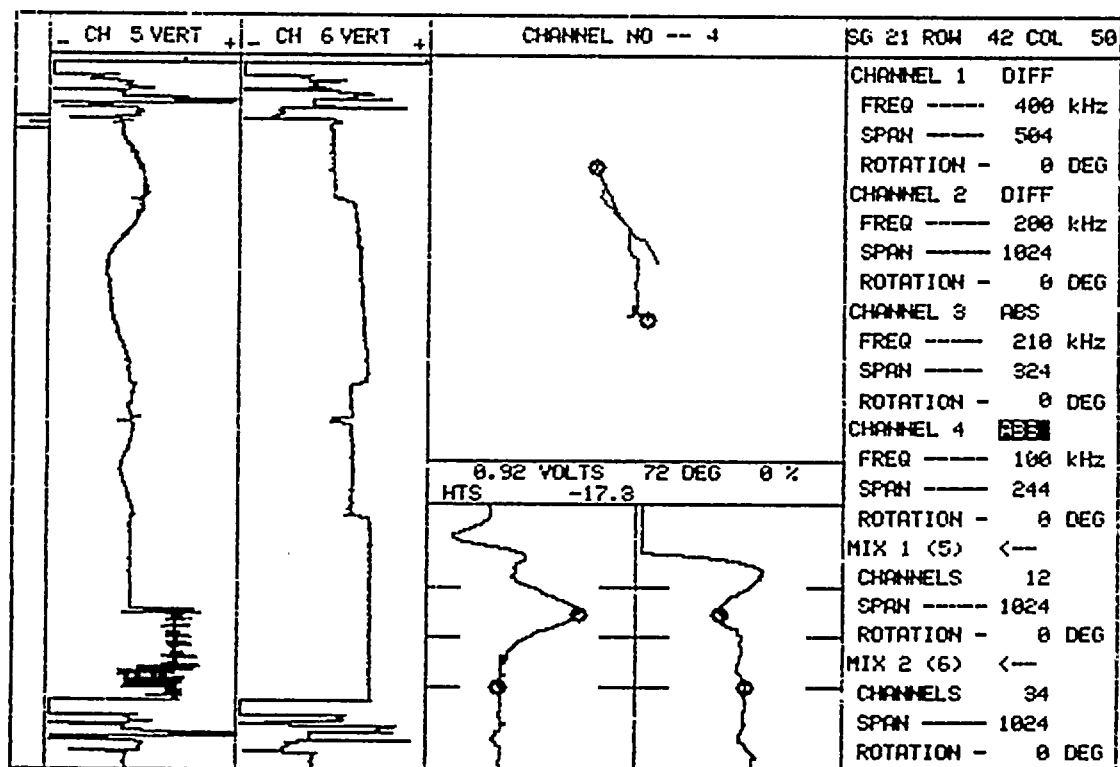 - CH 5 VERT +
- CH 6 VERT +
CHANNEL NO -- 4
SG 21 ROW 42 COL 50
CHANNEL 1 DIFF
FREQ ----- 400 kHz
SPAN ----- 504
ROTATION - 0 DEG
CHANNEL 2 DIFF
FREQ ----- 200 kHz
SPAN ----- 1024
ROTATION - 0 DEG
CHANNEL 3 ABS
FREQ ----- 210 kHz
SPAN ----- 324
ROTATION - 0 DEG
CHANNEL 4 ABS
FREQ ----- 100 kHz
SPAN ----- 244
ROTATION - 0 DEG
MIX 1 (5) <--
CHANNELS 12
SPAN ----- 1024
ROTATION - 0 DEG
MIX 2 (6) <--
CHANNELS 34
SPAN ----- 1024
ROTATION - 0 DEG
0.92 VOLTS 72 DEG 0 %
HTS -17.3